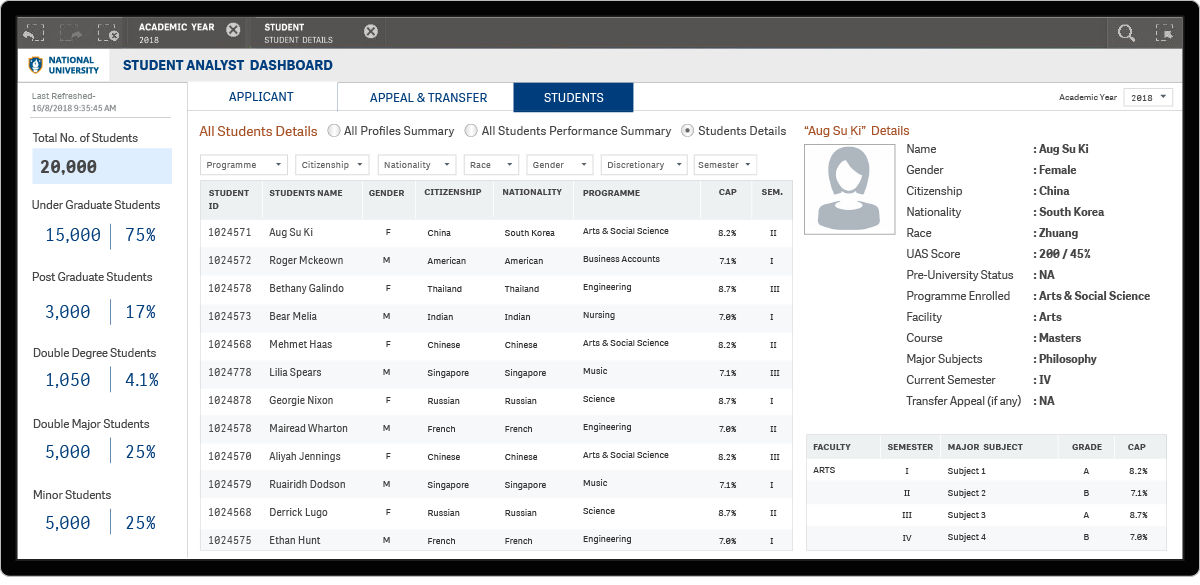 ACADEMIC YEAR
2018
STUDENT
STUDENT DETAILS
NATIONAL
UNIVERSITY
STUDENT ANALYST DASHBOARD
Last Refreshed-
16/8/2018 9:35:45 AM
APPLICANT
APPEAL & TRANSFER
STUDENTS
Academic Year
2018
Total No. of Students
20,000
Under Graduate Students
15,000 75%
Post Graduate Students
3,000 17%
Double Degree Students
1,050 4.1%
Double Major Students
5,000 25%
Minor Students
5,000 25%
All Students Details
All Profiles Summary
All Students Performance Summary
Students Details
Programme Citizenship Nationality Race Gender Discretionary Semester
STUDENT ID STUDENTS NAME GENDER CITIZENSHIP NATIONALITY PROGRAMME CAP SEM.
1024571 Aug Su Ki F China South Korea Arts & Social Science 8.2% II
1024572 Roger Mckeown M American American Business Accounts 7.1% I
1024578 Bethany Galindo F Thailand Thailand Engineering 8.7% III
1024573 Bear Melia M Indian Indian Nursing 7.0% I
1024568 Mehmet Haas F Chinese Chinese Arts & Social Science 8.2% II
1024778 Lilia Spears M Singapore Singapore Music 7.1% III
1024878 Georgie Nixon F Russian Russian Science 8.7% I
1024578 Mairead Wharton M French French Engineering 7.0% II
1024570 Aliyah Jennings F Chinese Chinese Arts & Social Science 8.2% III
1024579 Ruairidh Dodson M Singapore Singapore Music 7.1% I
1024568 Derrick Lugo F Russian Russian Science 8.7% II
1024575 Ethan Hunt M French French Engineering 7.0% I
“Aug Su Ki” Details
Name : Aug Su Ki
Gender : Female
Citizenship : China
Nationality : South Korea
Race : Zhuang
UAS Score : 200 / 45%
Pre-University Status : NA
Programme Enrolled : Arts & Social Science
Facility : Arts
Course : Masters
Major Subjects : Philosophy
Current Semester : IV
Transfer Appeal (if any) : NA
FACULTY SEMESTER MAJOR SUBJECT GRADE CAP
ARTS I Subject 1 A 8.2%
II Subject 2 B 7.1%
III Subject 3 A 8.7%
IV Subject 4 B 7.0%